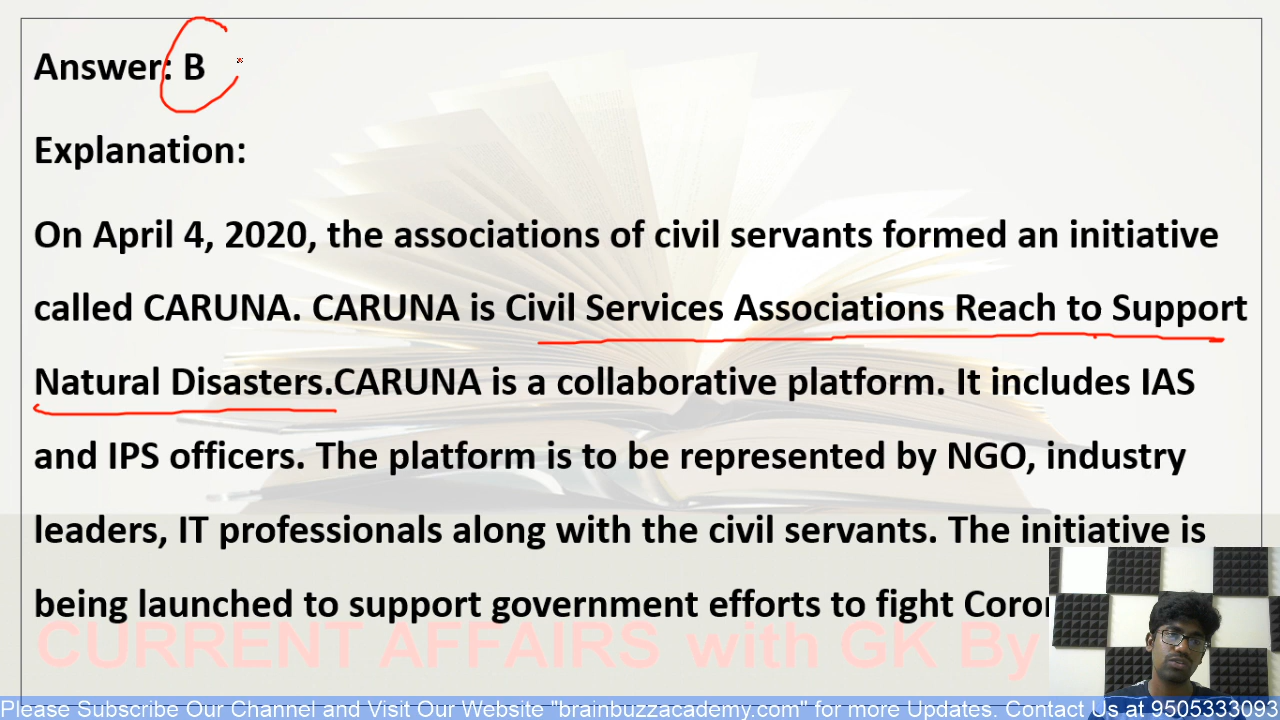 Answer: B
Explanation:
On April 4, 2020, the associations of civil servants formed an initiative
called CARUNA. CARUNA is Civil Services Associations Reach to Support
Natural Disasters.CARUNA is a collaborative platform. It includes IAS
and IPS officers. The platform is to be represented by NGO, industry
leaders, IT professionals along with the civil servants. The initiative is
being launched to support government efforts to fight
CURRENT AFFAIRS with GK By
Please Subscribe Our Channel and Visit Our Website "brainbuzzacademy.com" for more Updates. Contact Us at 9505333093